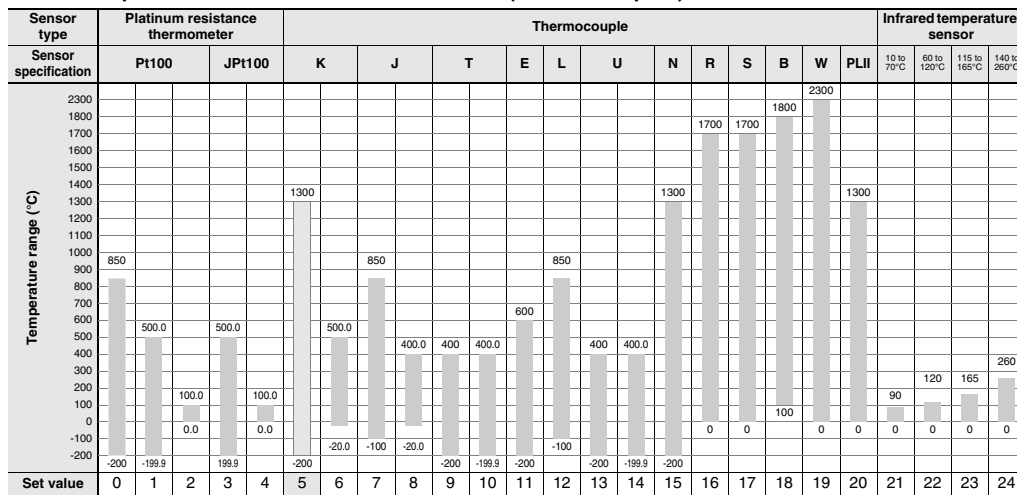 Sensor type Platinum resistance thermometer Thermocouple Infrared temperature sensor
Sensor specification Pt100 JPt100 K J T E L U N R S B W PLII 10 to 70°C 60 to 120°C 115 to 165°C 140 to 260°C
Temperature range (°C)
2300 2300
1800 1800
1700 1700 1700
1600
1500
1400
1300 1300 1300 1300
1200
1100
1000
900 850 850 850
800
700
600 600
500 500.0 500.0 500.0
400 400.0 400 400.0 400 400.0
300 260
200 120 165
100 100.0 100.0 100 90
0 0.0 0.0 0 0 0 0 0 0 0 0
-100 -20.0 -100 -20.0 -100
-200 -200 -199.9 199.9 -200 -200 -199.9 -200 -200 -199.9 -200
Set value 0 1 2 3 4 5 6 7 8 9 10 11 12 13 14 15 16 17 18 19 20 21 22 23 24